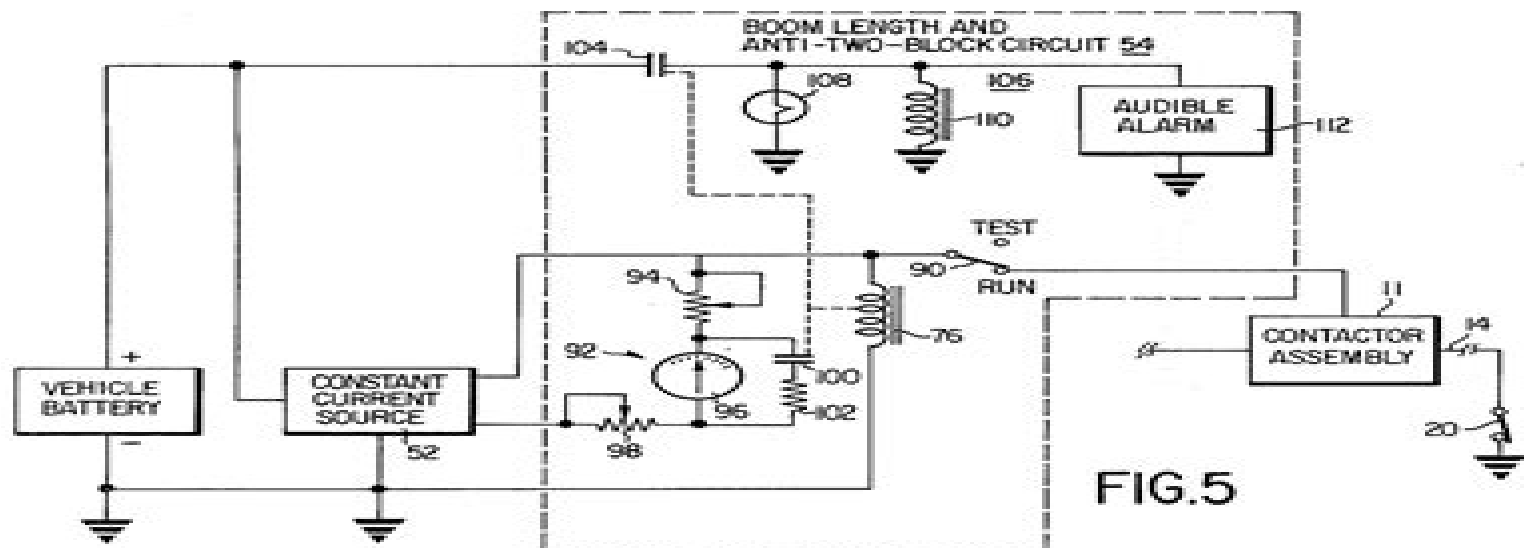 BOOM LENGTH AND
ANTI-TWO-BLOCK CIRCUIT 54
104
108
106
110
AUDIBLE
ALARM
112
TEST
90
RUN
94
76
11
CONTACTOR
ASSEMBLY
14
92
100
+
VEHICLE
BATTERY
-
CONSTANT
CURRENT
SOURCE
52
96
102
98
20
FIG.5